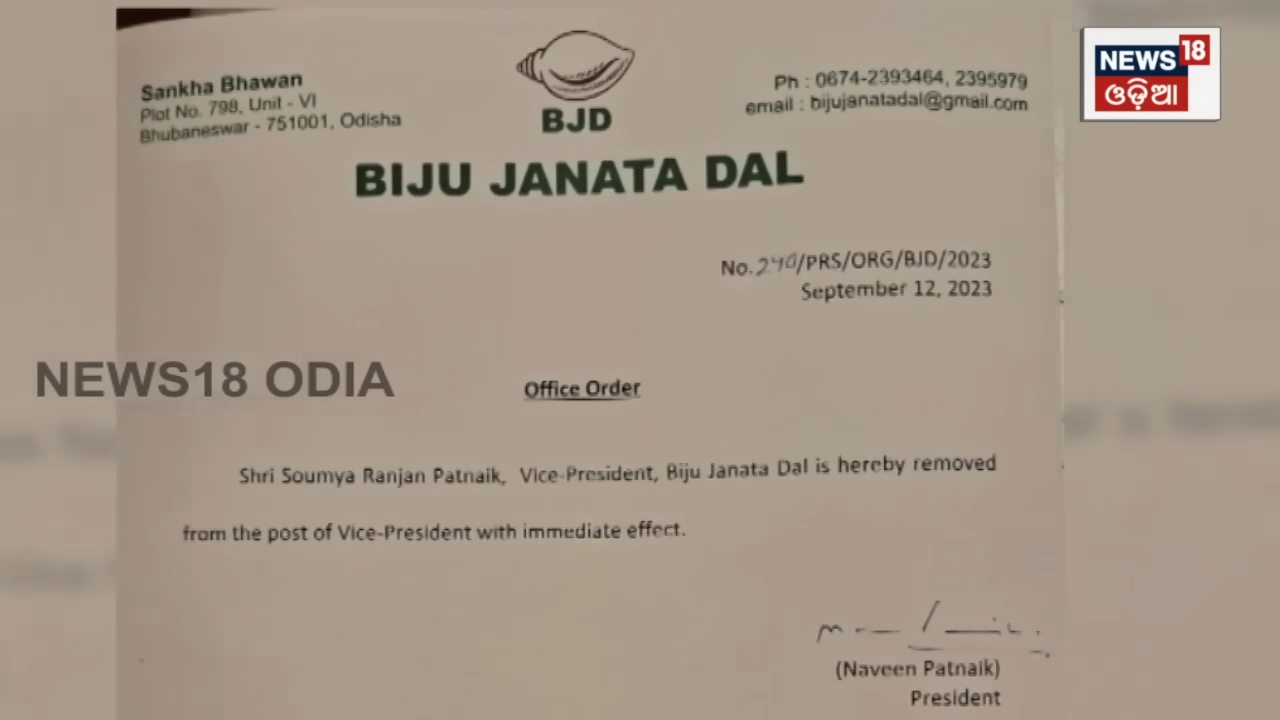 Sankha Bhawan
Plot No. 798, Unit - VI
Bhubaneswar - 751001, Odisha
BJD
Ph : 0674-2393464, 2395979
email : bijujanatadal@gmail.com
NEWS 18
ଓଡ଼ିଆ
BIJU JANATA DAL
No. 240/PRS/ORG/BJD/2023
September 12, 2023
NEWS18 ODIA
Office Order
Shri Soumya Ranjan Patnaik, Vice-President, Biju Janata Dal is hereby removed
from the post of Vice-President with immediate effect.
(Naveen Patnaik)
President